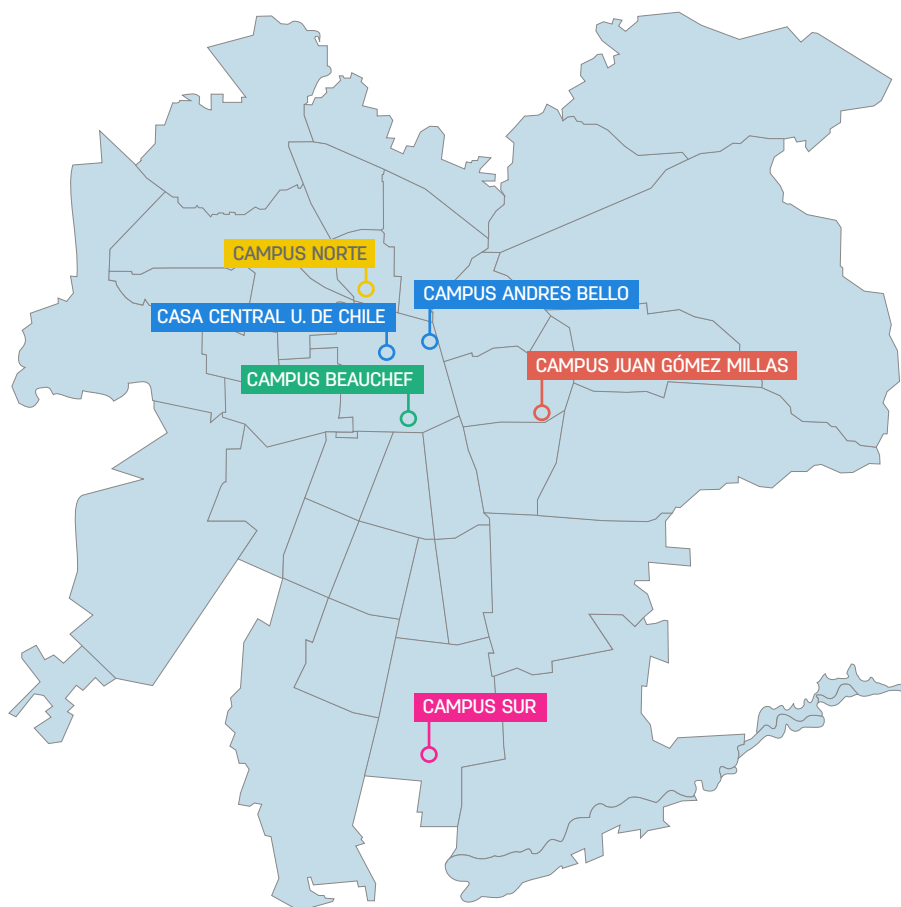 CAMPUS NORTE
CAMPUS ANDRES BELLO
CASA CENTRAL U. DE CHILE
CAMPUS JUAN GÓMEZ MILLAS
CAMPUS BEAUCHEF
CAMPUS SUR